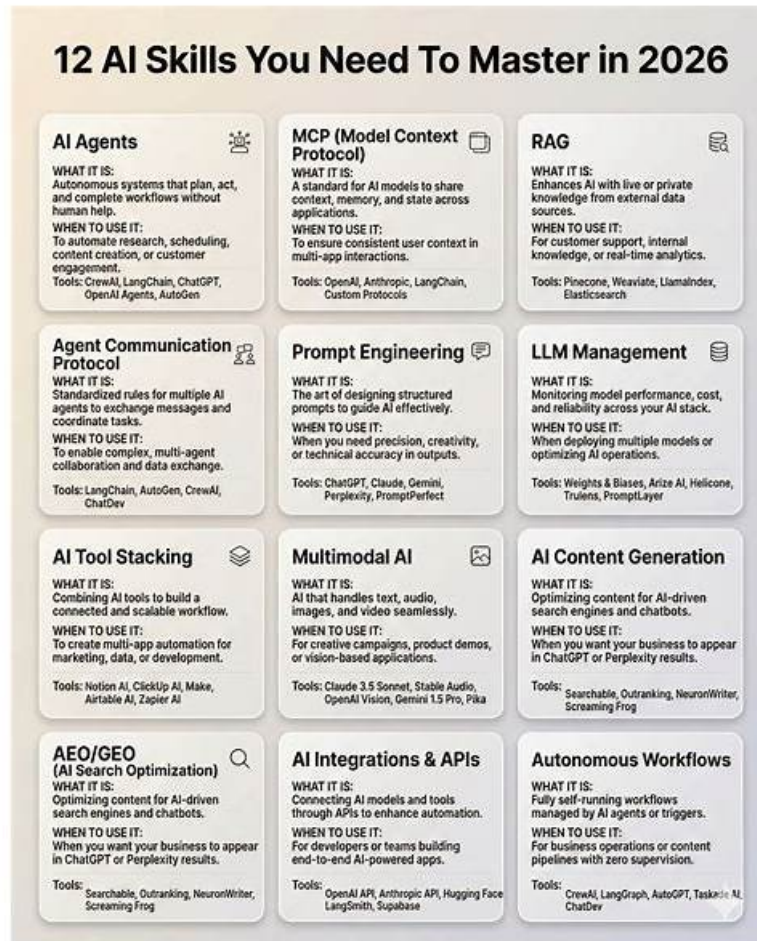 12 AI Skills You Need To Master in 2026
AI Agents
WHAT IT IS:
Autonomous systems that plan, act,
and complete workflows without
human help.
WHEN TO USE IT:
To automate research, scheduling,
content creation, or customer
engagement.
Tools: CrewAI, LangChain, ChatGPT,
OpenAI Agents, AutoGen
MCP (Model Context
Protocol)
WHAT IT IS:
A standard for AI models to share
context, memory, and state across
applications.
WHEN TO USE IT:
To ensure consistent user context in
multi-app interactions.
Tools: OpenAI, Anthropic, LangChain,
Custom Protocols
RAG
WHAT IT IS:
Enhances AI with live or private
knowledge from external data
sources.
WHEN TO USE IT:
For customer support, internal
knowledge, or real-time analytics.
Tools: Pinecone, Weaviate, LlamaIndex,
Elasticsearch
Agent Communication
Protocol
WHAT IT IS:
Standardized rules for multiple AI
agents to exchange messages and
coordinate tasks.
WHEN TO USE IT:
To enable complex, multi-agent
collaboration and data exchange.
Tools: LangChain, AutoGen, CrewAI,
ChatDev
Prompt Engineering
WHAT IT IS:
The art of designing structured
prompts to guide AI effectively.
WHEN TO USE IT:
When you need precision, creativity,
or technical accuracy in outputs.
Tools: ChatGPT, Claude, Gemini,
Perplexity, PromptPerfect
LLM Management
WHAT IT IS:
Monitoring model performance, cost,
and reliability across your AI stack.
WHEN TO USE IT:
When deploying multiple models or
optimizing AI operations.
Tools: Weights & Biases, Arize AI, Helicone,
Trulens, PromptLayer
AI Tool Stacking
WHAT IT IS:
Combining AI tools to build a
connected and scalable workflow.
WHEN TO USE IT:
To create multi-app automation for
marketing, data, or development.
Tools: Notion AI, ClickUp AI, Make,
Airtable AI, Zapier AI
Multimodal AI
WHAT IT IS:
AI that handles text, audio,
images, and video seamlessly.
WHEN TO USE IT:
For creative campaigns, product demos,
or vision-based applications.
Tools: Claude 3.5 Sonnet, Stable Audio,
OpenAI Vision, Gemini 1.5 Pro, Pika
AI Content Generation
WHAT IT IS:
Optimizing content for AI-driven
search engines and chatbots.
WHEN TO USE IT:
When you want your business to appear
in ChatGPT or Perplexity results.
Tools: Searchable, Outranking, NeuronWriter,
Screaming Frog
AEO/GEO
(AI Search Optimization)
WHAT IT IS:
Optimizing content for AI-driven
search engines and chatbots.
WHEN TO USE IT:
When you want your business to appear
in ChatGPT or Perplexity results.
Tools: Searchable, Outranking, NeuronWriter,
Screaming Frog
AI Integrations & APIs
WHAT IT IS:
Connecting AI models and tools
through APIs to enhance automation.
WHEN TO USE IT:
For developers or teams building
end-to-end AI-powered apps.
Tools: OpenAI API, Anthropic API, Hugging Face
LangSmith, Supabase
Autonomous Workflows
WHAT IT IS:
Fully self-running workflows
managed by AI agents or triggers.
WHEN TO USE IT:
For business operations or content
pipelines with zero supervision.
Tools: CrewAI, LangGraph, AutoGPT, Taskade AI,
ChatDev